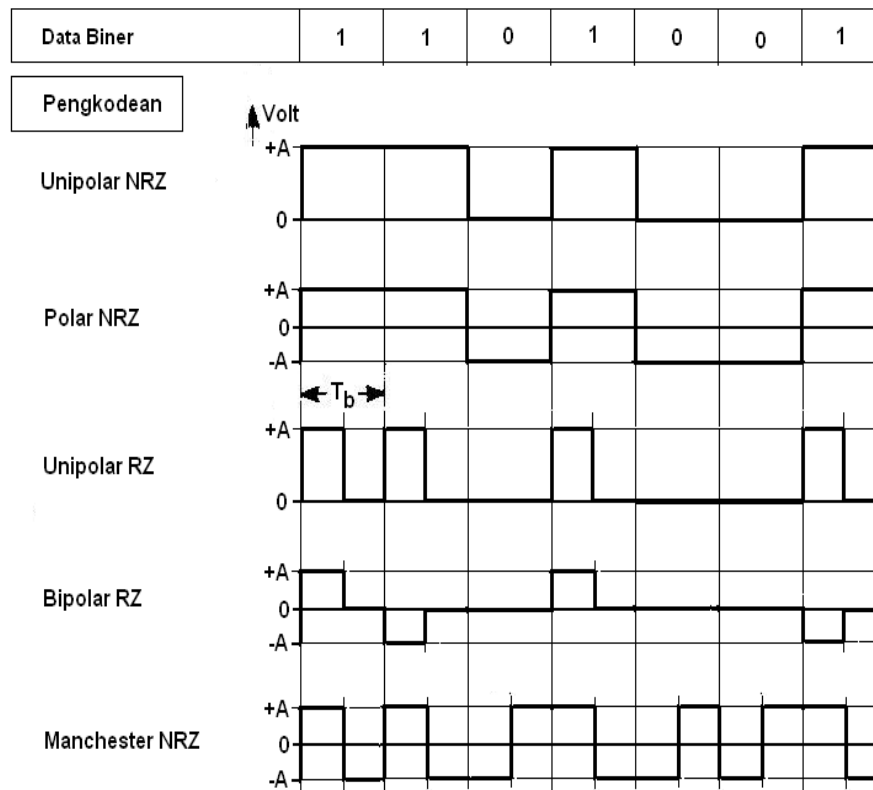 Data Biner 1 1 0 1 0 0 1
Pengkodean
Volt
+A
Unipolar NRZ
0
+A
Polar NRZ 0
-A
Tb
+A
Unipolar RZ
0
+A
Bipolar RZ 0
-A
+A
Manchester NRZ 0
-A